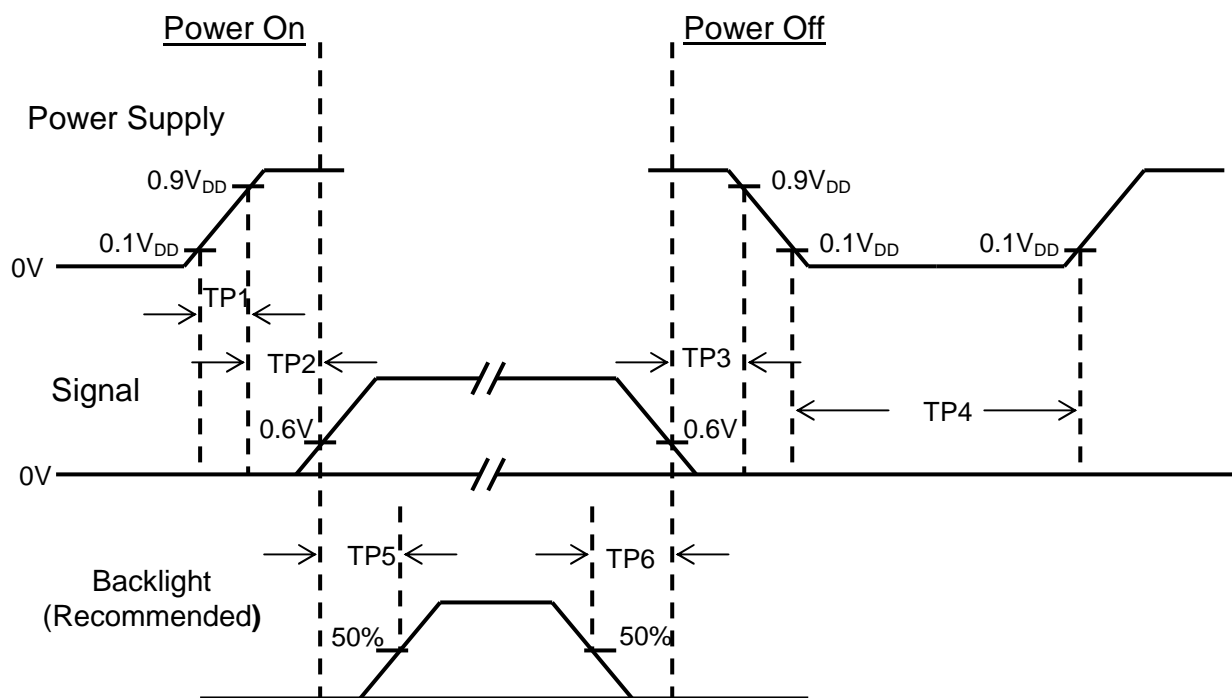 Power On
Power Off
Power Supply
0.9VDD
0.9VDD
0.1VDD
0.1VDD
0.1VDD
0V
TP1
TP2
TP3
Signal
TP4
0.6V
0.6V
0V
TP5
TP6
Backlight
(Recommended)
50%
50%